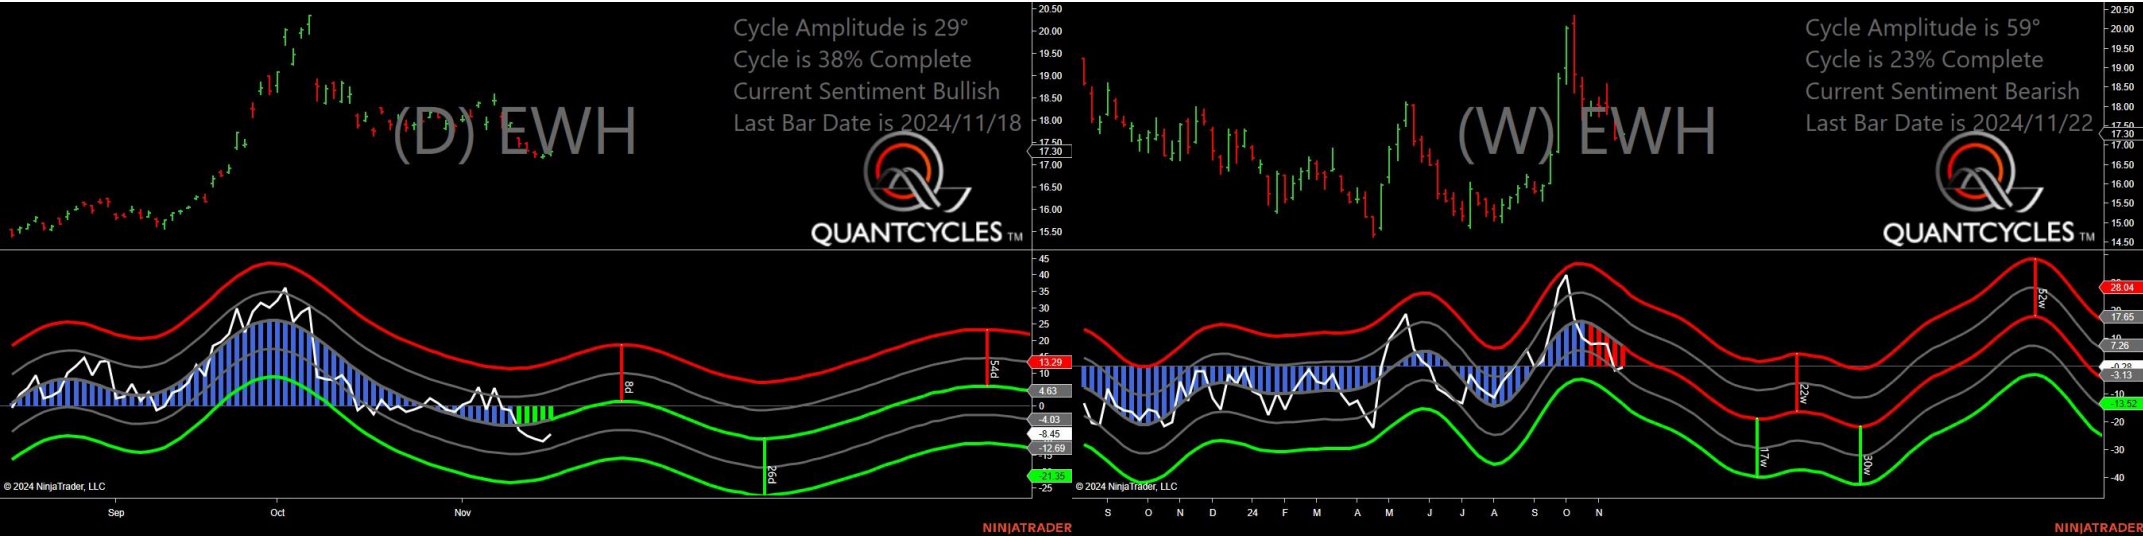 Cycle Amplitude is 29°
Cycle is 38% Complete
Current Sentiment Bullish
Last Bar Date is 2024/11/18
(D) EWH
QUANTCYCLES TM
20.50
20.00
19.50
19.00
18.50
18.00
17.50
17.30
17.00
16.50
16.00
15.50
45
40
35
30
25
20
15
13.29
10
4.63
0
-4.03
-8.45
-12.69
-15
-21.35
-25
8d
26d
54d
© 2024 NinjaTrader, LLC
Sep Oct Nov
NINJATRADER
Cycle Amplitude is 59°
Cycle is 23% Complete
Current Sentiment Bearish
Last Bar Date is 2024/11/22
(W) EWH
QUANTCYCLES TM
20.50
20.00
19.50
19.00
18.50
18.00
17.50
17.30
17.00
16.50
16.00
15.50
15.00
14.50
28.04
17.65
7.26
-3.13
-10
-13.52
-20
-30
-40
17w
22w
30w
52w
© 2024 NinjaTrader, LLC
S O N D 24 F M A M J J A S O N
NINJATRADER